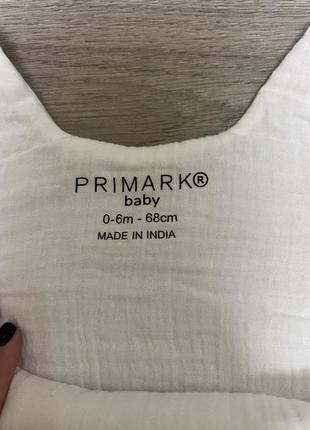 PRIMARK®
baby
0-6m - 68cm
MADE IN INDIA